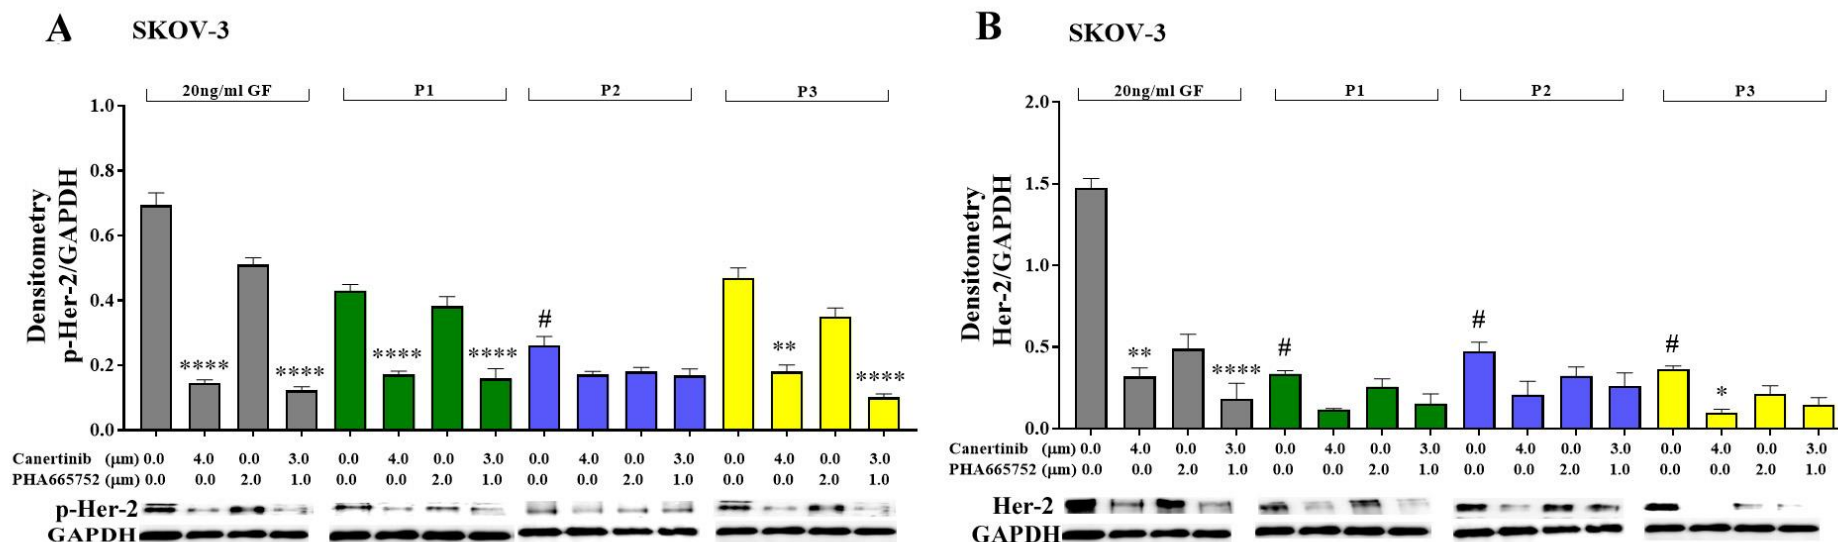 A SKOV-3
20ng/ml GF P1 P2 P3
Densitometry
p-Her-2/GAPDH
1.0
0.8
0.6
0.4
0.2
0.0
**** **** **** **** # ** ****
Canertinib (μm) 0.0 4.0 0.0 3.0 0.0 4.0 0.0 3.0 0.0 4.0 0.0 3.0 0.0 4.0 0.0 3.0
PHA665752 (μm) 0.0 0.0 2.0 1.0 0.0 0.0 2.0 1.0 0.0 0.0 2.0 1.0 0.0 0.0 2.0 1.0
p-Her-2
GAPDH
B SKOV-3
20ng/ml GF P1 P2 P3
Densitometry
Her-2/GAPDH
2.0
1.5
1.0
0.5
0.0
** **** # # # *
Canertinib (μm) 0.0 4.0 0.0 3.0 0.0 4.0 0.0 3.0 0.0 4.0 0.0 3.0 0.0 4.0 0.0 3.0
PHA665752 (μm) 0.0 0.0 2.0 1.0 0.0 0.0 2.0 1.0 0.0 0.0 2.0 1.0 0.0 0.0 2.0 1.0
Her-2
GAPDH